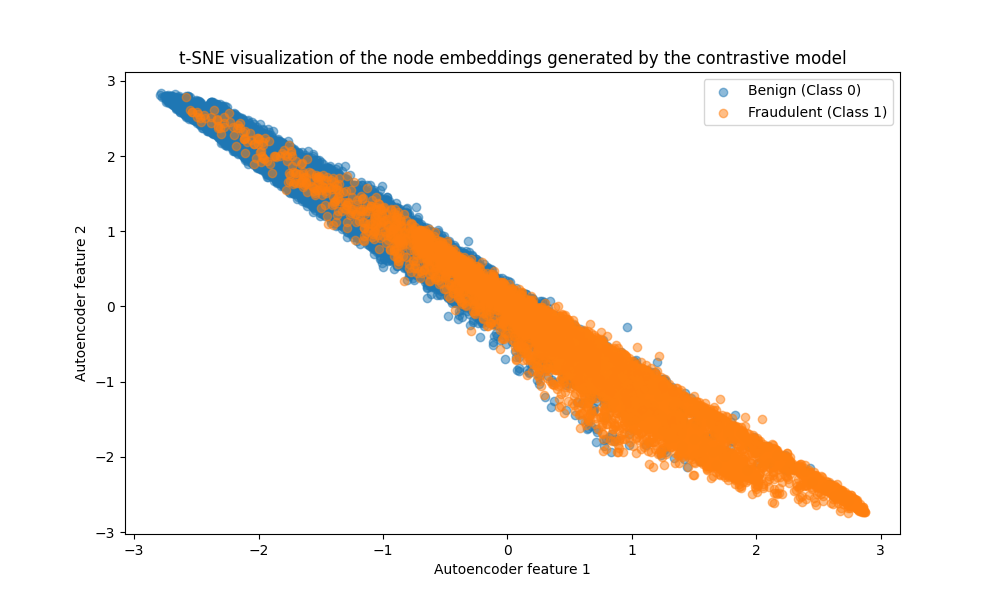 t-SNE visualization of the node embeddings generated by the contrastive model
Benign (Class 0)
Fraudulent (Class 1)
3
2
1
0
−1
−2
−3
Autoencoder feature 2
−3
−2
−1
0
1
2
3
Autoencoder feature 1